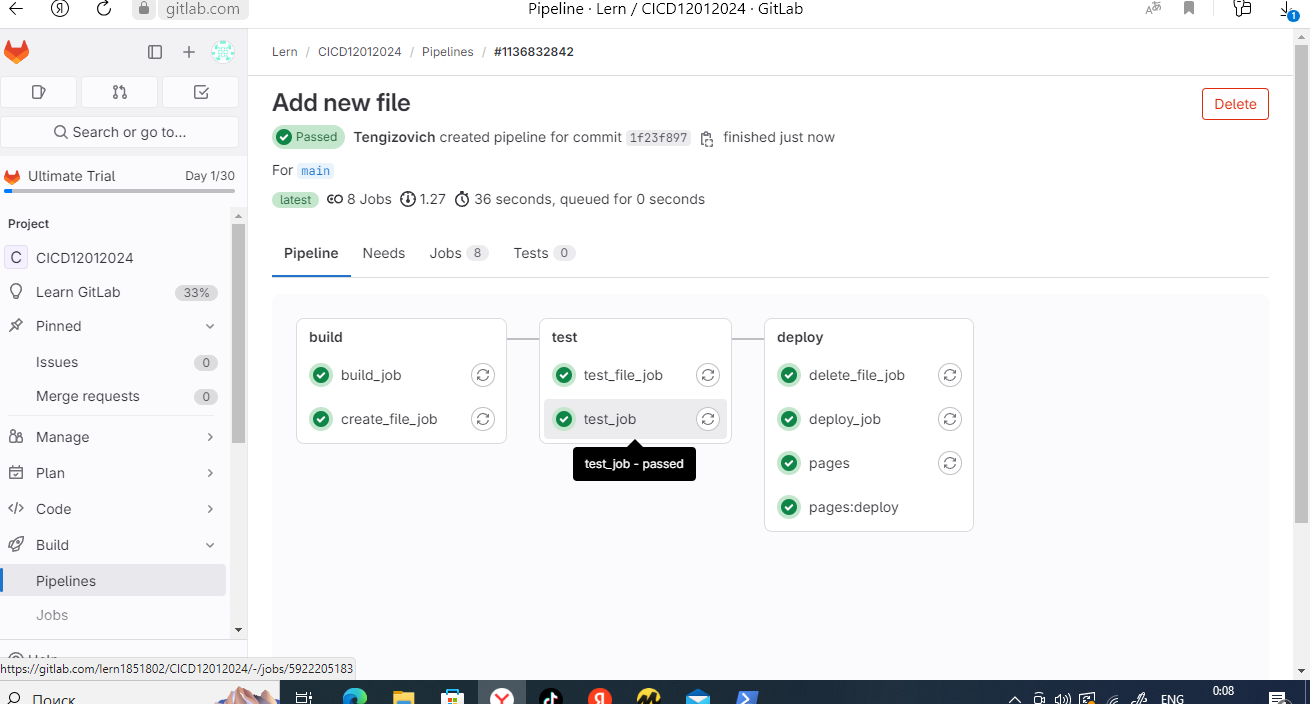 gitlab.com
Pipeline · Lern / CICD12012024 · GitLab
1
Lern / CICD12012024 / Pipelines / #1136832842
Search or go to...
Ultimate Trial Day 1/30
Project
C CICD12012024
Learn GitLab 33%
Pinned
Issues 0
Merge requests 0
Manage
Plan
Code
Build
Pipelines
Jobs
Help
https://gitlab.com/lern1851802/CICD12012024/-/jobs/5922205183
Add new file
Delete
Passed Tengizovich created pipeline for commit 1f23f897 finished just now
For main
latest 8 Jobs 1.27 36 seconds, queued for 0 seconds
Pipeline Needs Jobs 8 Tests 0
build
build_job
create_file_job
test
test_file_job
test_job
test_job - passed
deploy
delete_file_job
deploy_job
pages
pages:deploy
Поиск
ENG
0:08